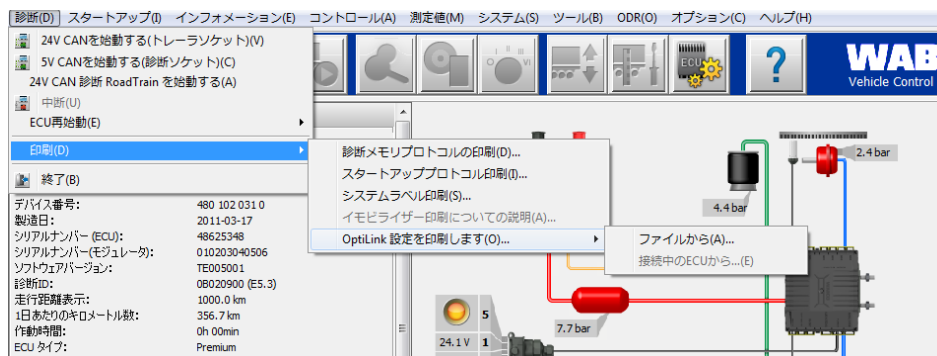 診断(D) スタートアップ(I) インフォメーション(E) コントロール(A) 測定値(M) システム(S) ツール(B) ODR(O) オプション(C) ヘルプ(H)
24V CANを始動する(トレーラソケット)(V)
5V CANを始動する(診断ソケット)(C)
24V CAN 診断 RoadTrain を始動する(A)
中断(U)
ECU再始動(E)
印刷(D)
終了(B)
診断メモリプロトコルの印刷(D)...
スタートアッププロトコル印刷(I)...
システムラベル印刷(S)...
イモビライザー印刷についての説明(A)...
OptiLink 設定を印刷します(O)...
ファイルから(A)...
接続中のECUから...(E)
ECU
?
WAB
Vehicle Control
デバイス番号: 480 102 031 0
製造日: 2011-03-17
シリアルナンバー (ECU): 48625348
シリアルナンバー(モジュレータ): 010203040506
ソフトウェアバージョン: TE005001
診断ID: 0B020900 (E5.3)
走行距離表示: 1000.0 km
1日あたりのキロメートル数: 356.7 km
作動時間: 0h 00min
ECU タイプ: Premium
2.4 bar
4.4 bar
7.7 bar
5
24.1 V 1